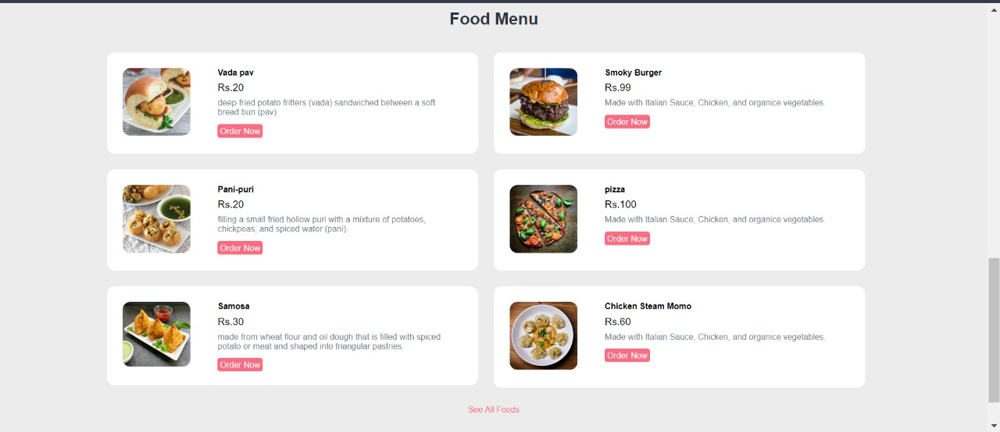 Food Menu
Vada pav
Rs.20
deep-fried potato fritters (vada) sandwiched between a soft
bread bun (pav)
Order Now
Smoky Burger
Rs.99
Made with Italian Sauce, Chicken, and organice vegetables.
Order Now
Pani-puri
Rs.20
filling a small fried hollow puri with a mixture of potatoes,
chickpeas, and spiced water (pani).
Order Now
pizza
Rs.100
Made with Italian Sauce, Chicken, and organice vegetables.
Order Now
Samosa
Rs.30
made from wheat flour and oil dough that is filled with spiced
potato or meat and shaped into triangular pastries.
Order Now
Chicken Steam Momo
Rs.60
Made with Italian Sauce, Chicken, and organice vegetables.
Order Now
See All Foods